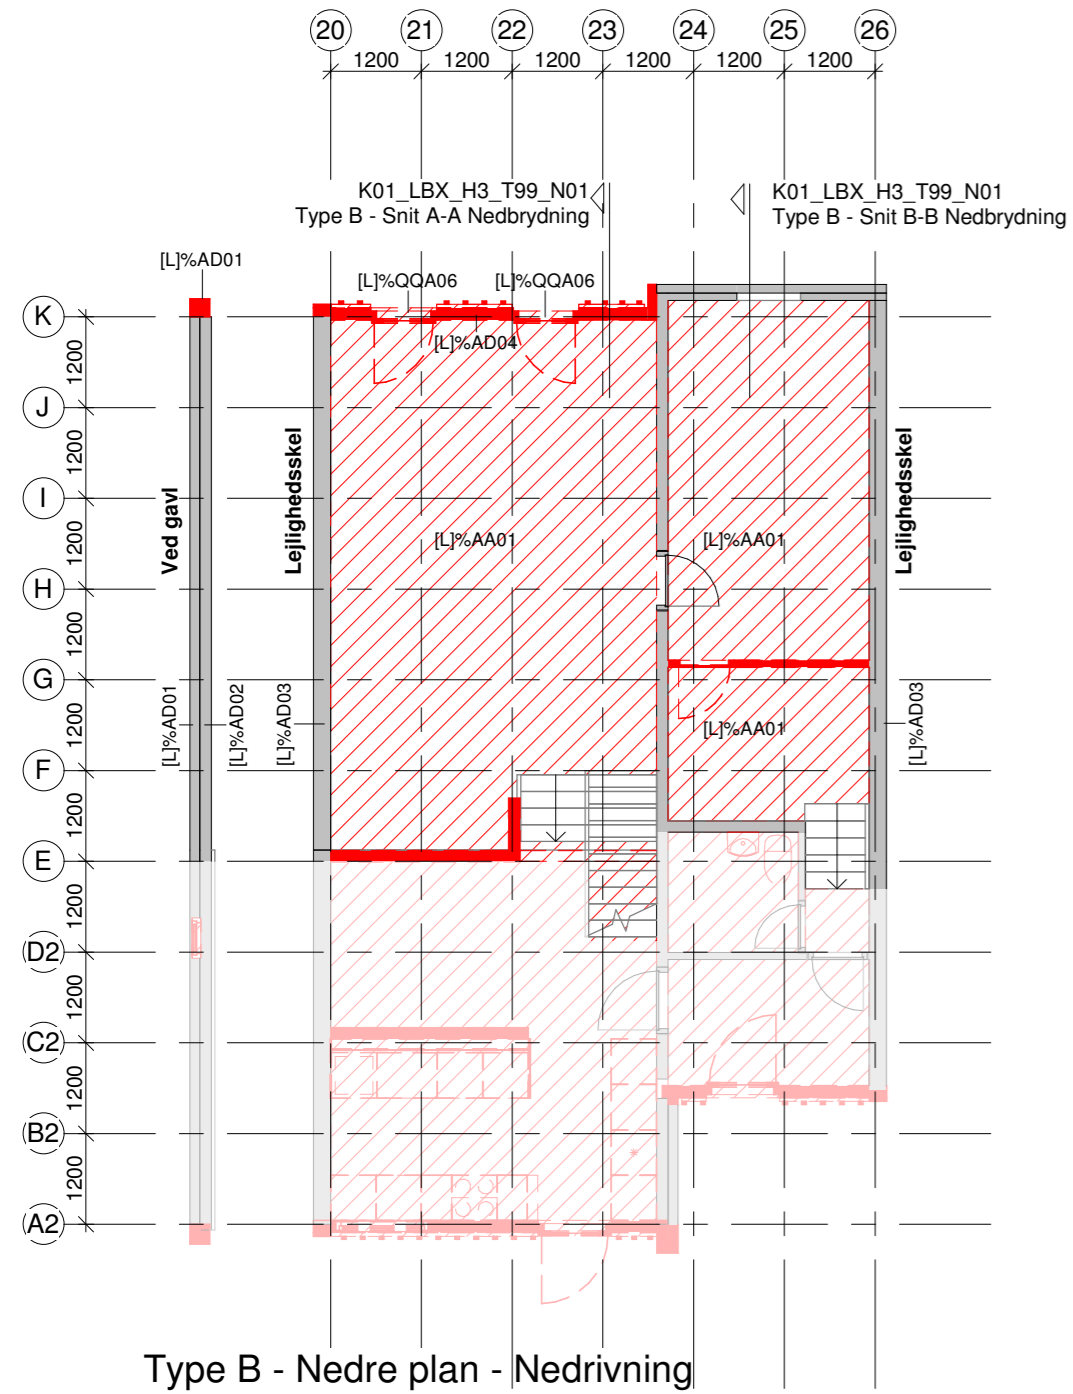 20 21 22 23 24 25 26
1200 1200 1200 1200 1200 1200
K01_LBX_H3_T99_N01
Type B - Snit A-A Nedbrydning
K01_LBX_H3_T99_N01
Type B - Snit B-B Nedbrydning
[L]%AD01
[L]%QQA06
[L]%QQA06
K
[L]%AD04
1200
J
1200
Ved gavl
Lejlighedsskel
Lejlighedsskel
I
1200
[L]%AA01
[L]%AA01
H
1200
G
1200
[L]%AD01
[L]%AD02
[L]%AD03
[L]%AA01
[L]%AD03
F
1200
E
1200
D2
1200
C2
1200
B2
1200
A2
Type B - Nedre plan - Nedrivning